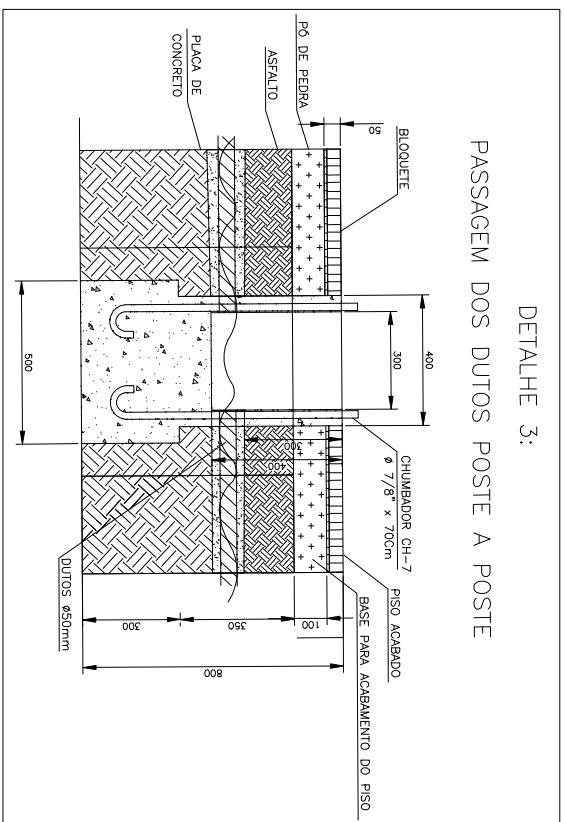 DETALHE 3:
PASSAGEM DOS DUTOS POSTE A POSTE
CHUMBADOR CH-7
Ø 7/8" x 70Cm
PISO ACABADO
BASE PARA ACABAMENTO DO PISO
BLOQUETE
50
PÓ DE PEDRA
ASFALTO
PLACA DE
CONCRETO
400
300
300
400
500
100
350
300
800
DUTOS Ø50mm